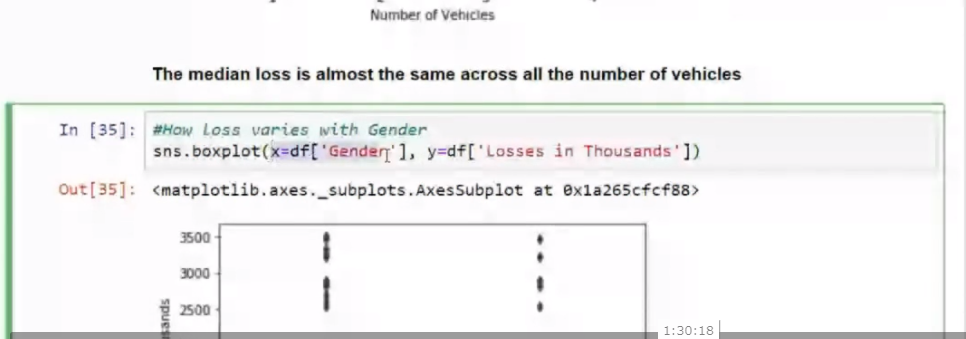 Number of Vehicles
The median loss is almost the same across all the number of vehicles
In [35]:
#How Loss varies with Gender
sns.boxplot(x=df['Gender'], y=df['Losses in Thousands'])
Out[35]:
<matplotlib.axes._subplots.AxesSubplot at 0x1a265cfcf88>
3500
3000
2500
1:30:18